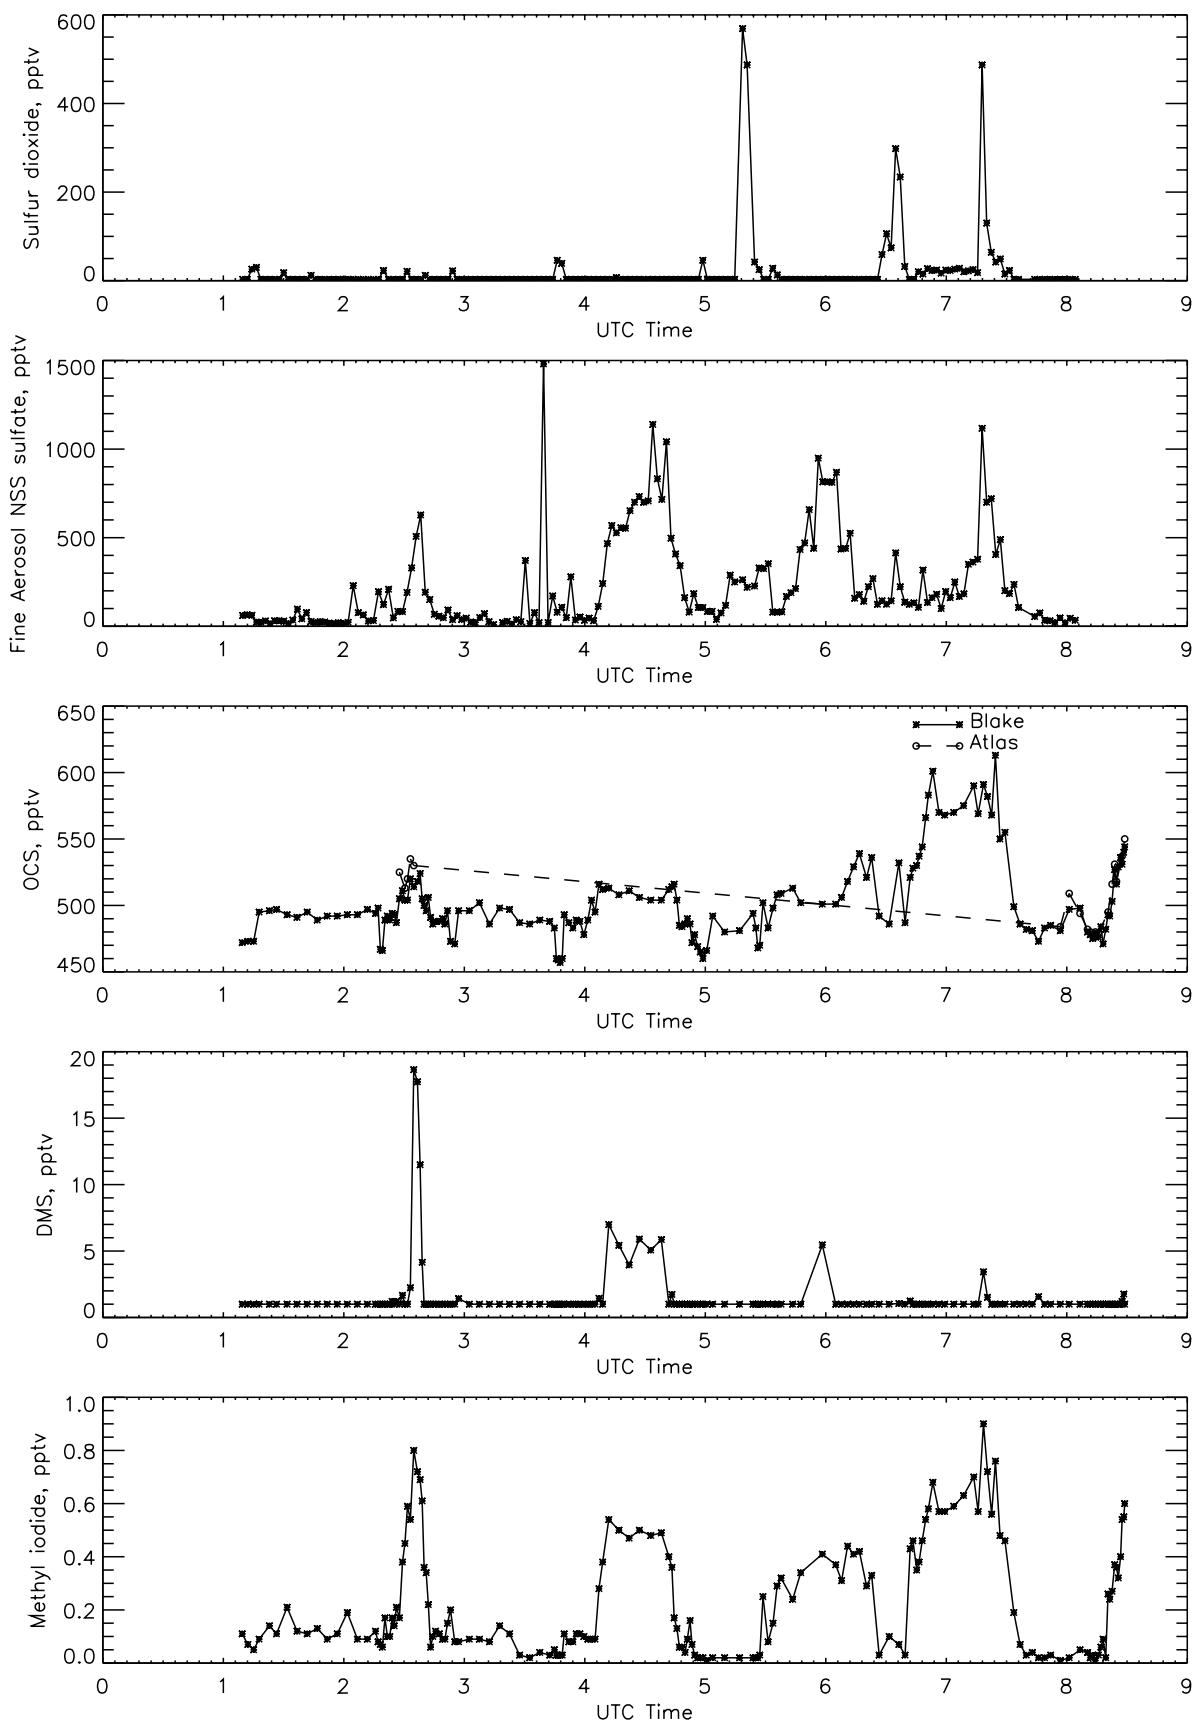 600
400
200
0
Sulfur dioxide, pptv
0 1 2 3 4 5 6 7 8 9
UTC Time
1500
1000
500
0
Fine Aerosol NSS sulfate, pptv
0 1 2 3 4 5 6 7 8 9
UTC Time
650
600
550
500
450
OCS, pptv
Blake
Atlas
0 1 2 3 4 5 6 7 8 9
UTC Time
20
15
10
5
0
DMS, pptv
0 1 2 3 4 5 6 7 8 9
UTC Time
1.0
0.8
0.6
0.4
0.2
0.0
Methyl iodide, pptv
0 1 2 3 4 5 6 7 8 9
UTC Time